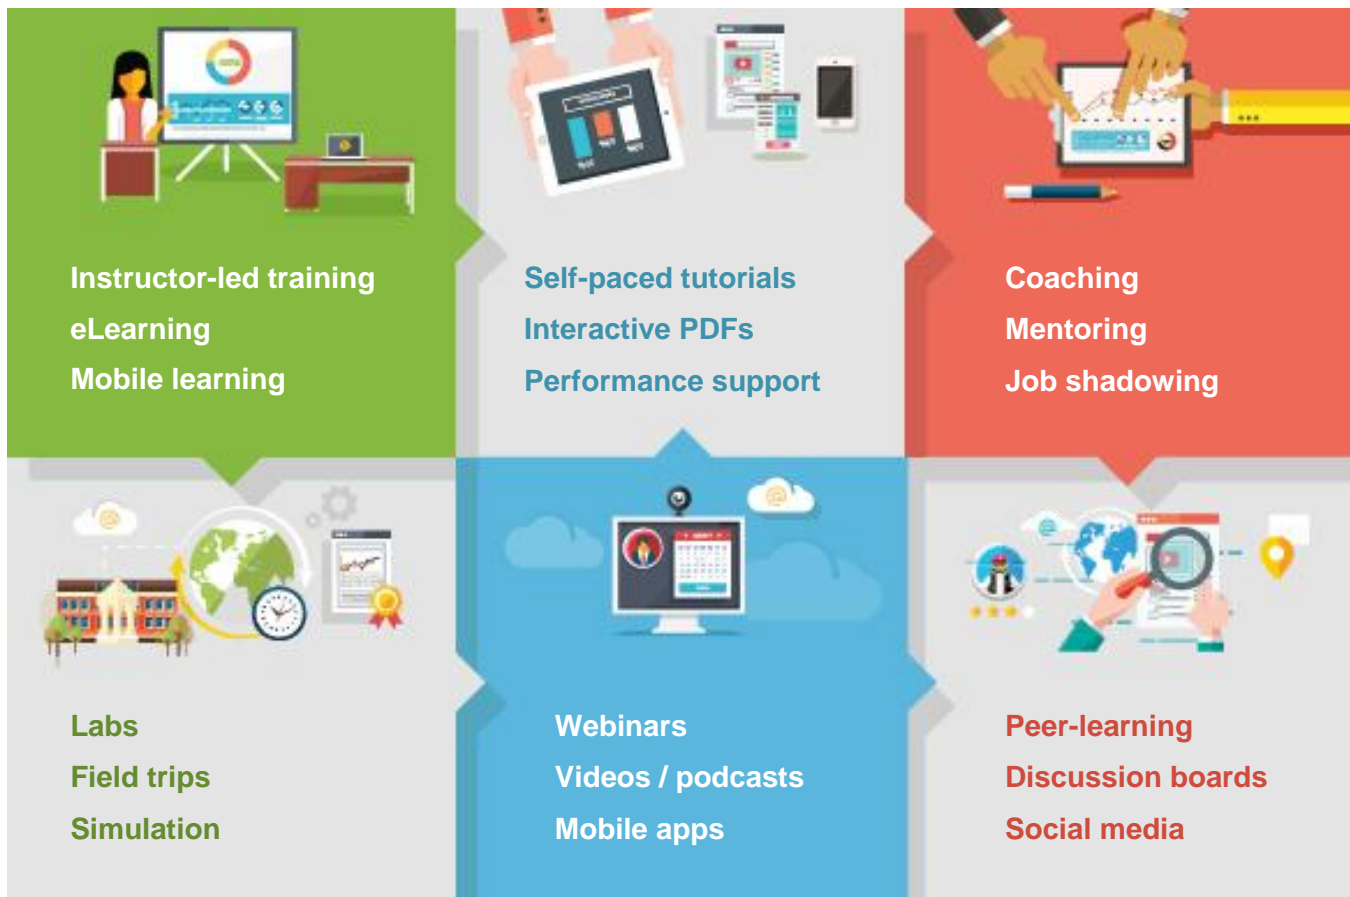 Instructor-led training
eLearning
Mobile learning
Self-paced tutorials
Interactive PDFs
Performance support
Coaching
Mentoring
Job shadowing
Labs
Field trips
Simulation
Webinars
Videos / podcasts
Mobile apps
Peer-learning
Discussion boards
Social media